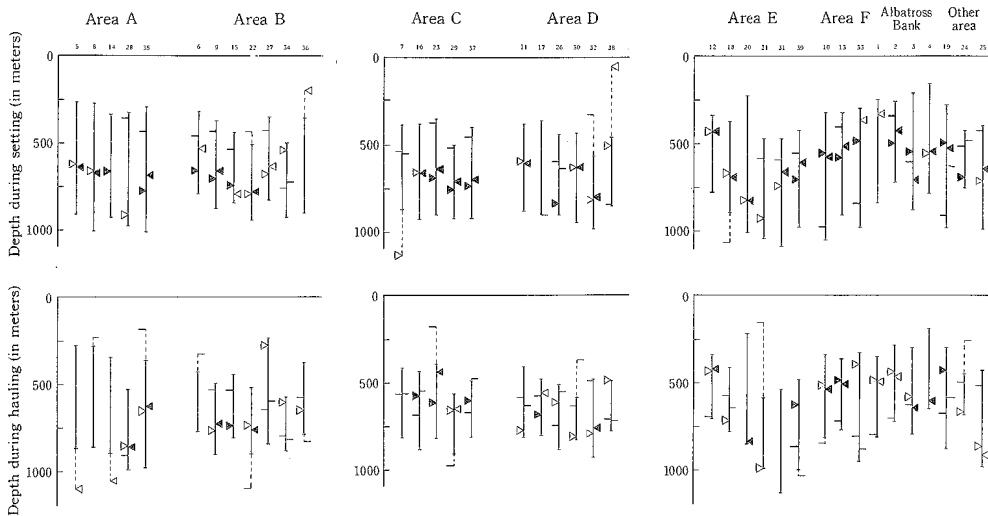 Area A Area B Area C Area D Area E Area F Albatross Bank Other area
5 8 14 28 35 6 9 15 22 27 34 36 7 16 23 29 37 11 17 26 30 32 38 12 18 20 21 31 39 10 13 33 1 2 3 4 19 24 25
Depth during setting (in meters)
0 0 0
500 500 500
1000 1000 1000
Depth during hauling (in meters)
0 0 0
500 500 500
1000 1000 1000